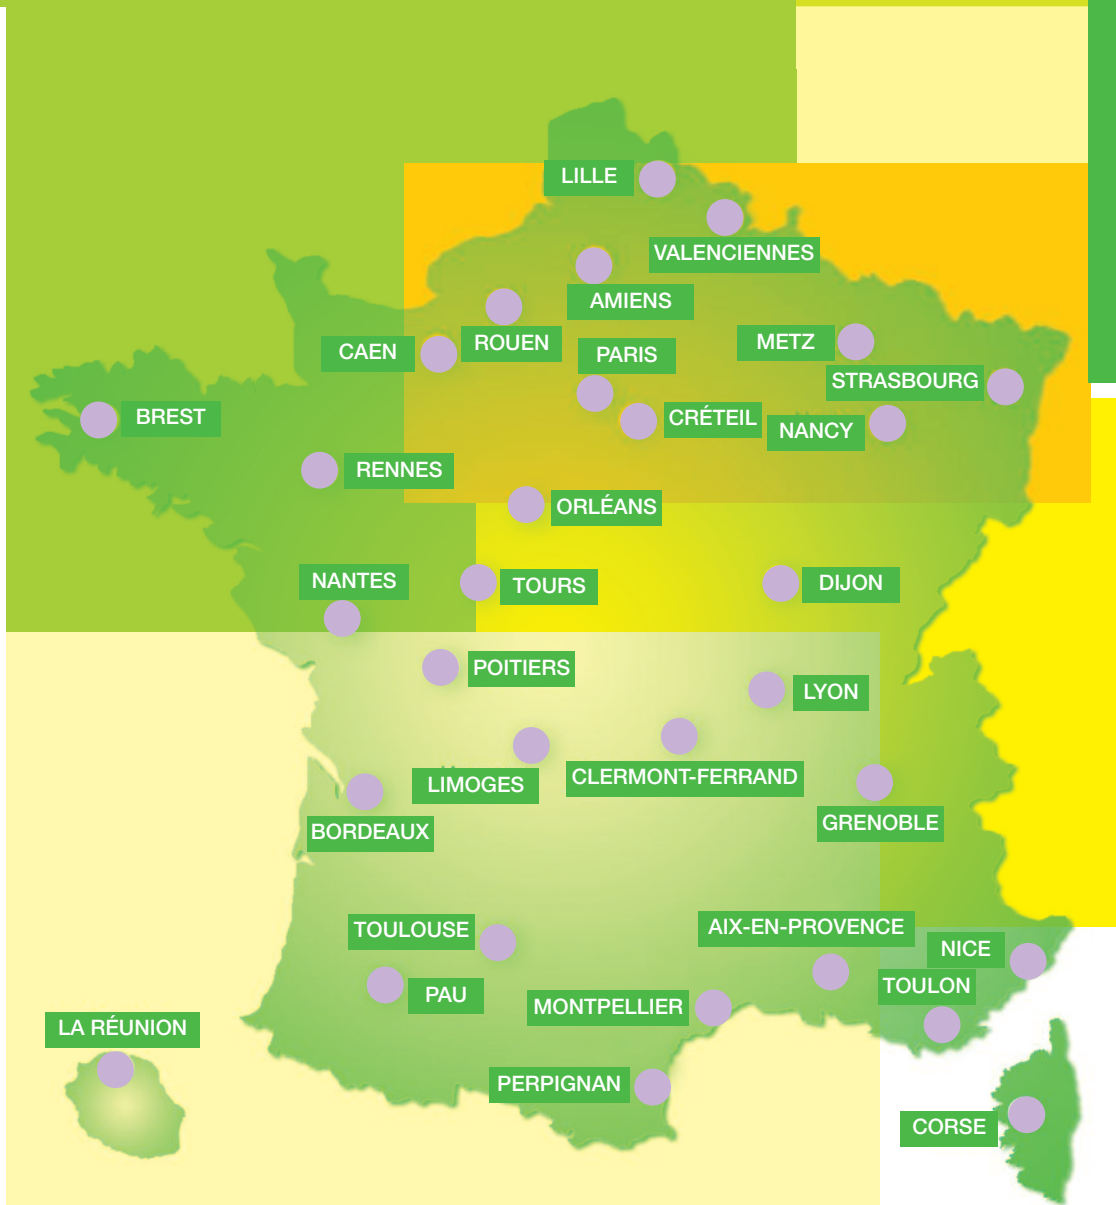 LILLE
VALENCIENNES
AMIENS
ROUEN
CAEN
PARIS
METZ
STRASBOURG
BREST
CRÉTEIL
NANCY
RENNES
ORLÉANS
NANTES
TOURS
DIJON
POITIERS
LYON
LIMOGES
CLERMONT-FERRAND
BORDEAUX
GRENOBLE
TOULOUSE
AIX-EN-PROVENCE
NICE
PAU
TOULON
MONTPELLIER
LA RÉUNION
PERPIGNAN
CORSE